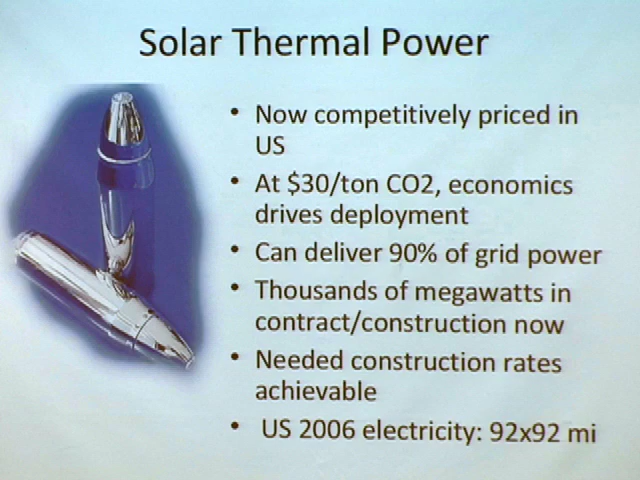 Solar Thermal Power
• Now competitively priced in
US
• At $30/ton CO2, economics
drives deployment
• Can deliver 90% of grid power
• Thousands of megawatts in
contract/construction now
• Needed construction rates
achievable
• US 2006 electricity: 92x92 mi